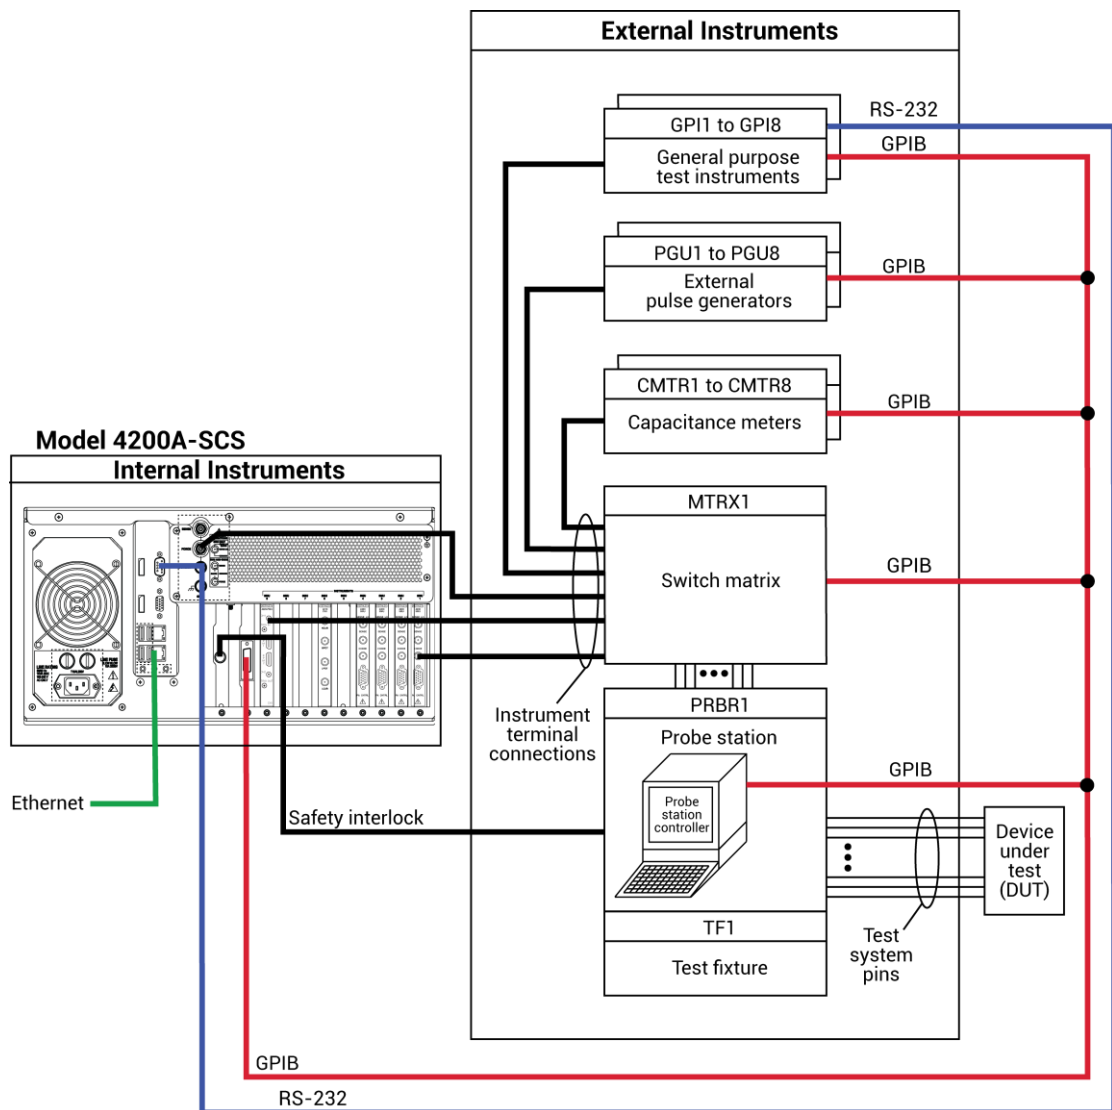 External Instruments
GPI1 to GPI8
General purpose
test instruments
RS-232
GPIB
PGU1 to PGU8
External
pulse generators
GPIB
CMTR1 to CMTR8
Capacitance meters
GPIB
Model 4200A-SCS
Internal Instruments
MTRX1
Switch matrix
GPIB
Instrument
terminal
connections
PRBR1
Probe station
Probe
station
controller
GPIB
Ethernet
Safety interlock
Device
under
test
(DUT)
TF1
Test fixture
Test
system
pins
GPIB
RS-232